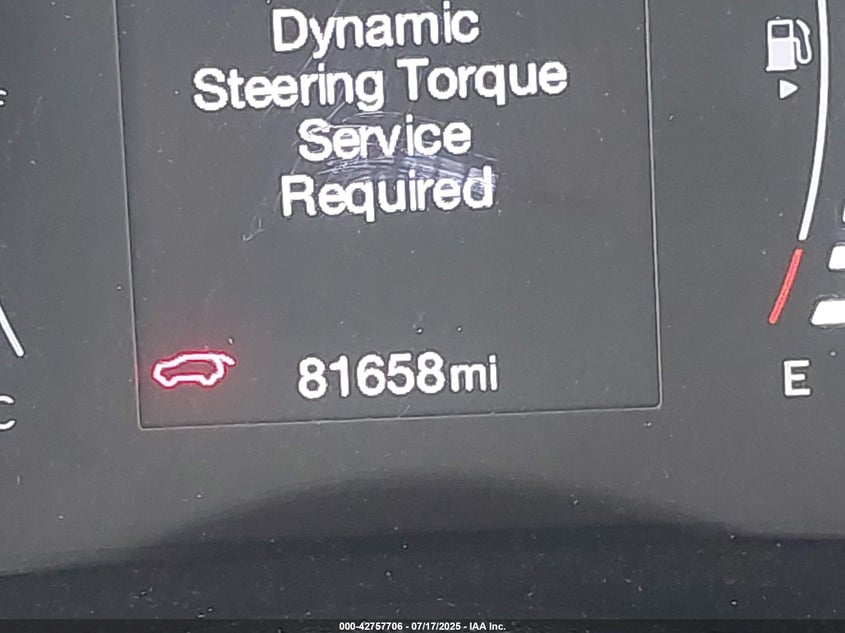 Dynamic
Steering Torque
Service
Required
81658mi
E
C
000-42757706 - 07/17/2025 - IAA Inc.